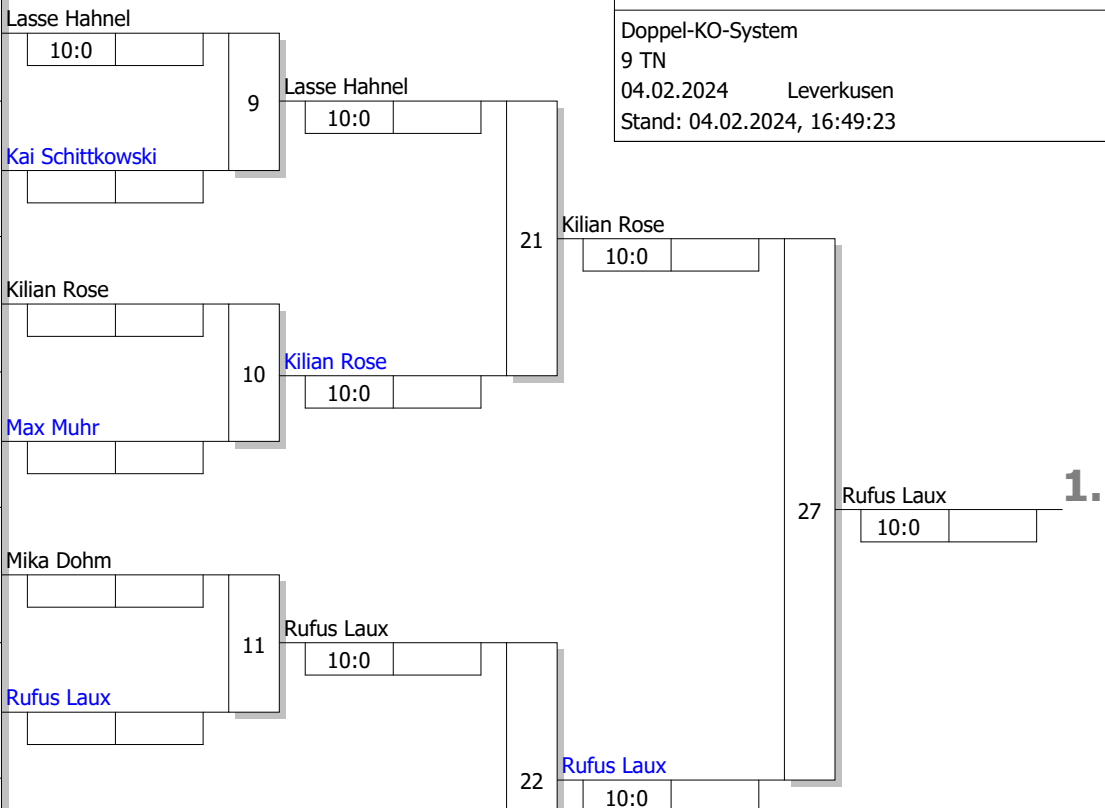 Lasse Hahnel
10:0
9
Kai Schittkowski
Lasse Hahnel
10:0
Doppel-KO-System
9 TN
04.02.2024 Leverkusen
Stand: 04.02.2024, 16:49:23
21
Kilian Rose
10:0
Kilian Rose
10
Max Muhr
Kilian Rose
10:0
27
Rufus Laux
10:0
1.
Mika Dohm
11
Rufus Laux
Rufus Laux
10:0
22
Rufus Laux
10:0